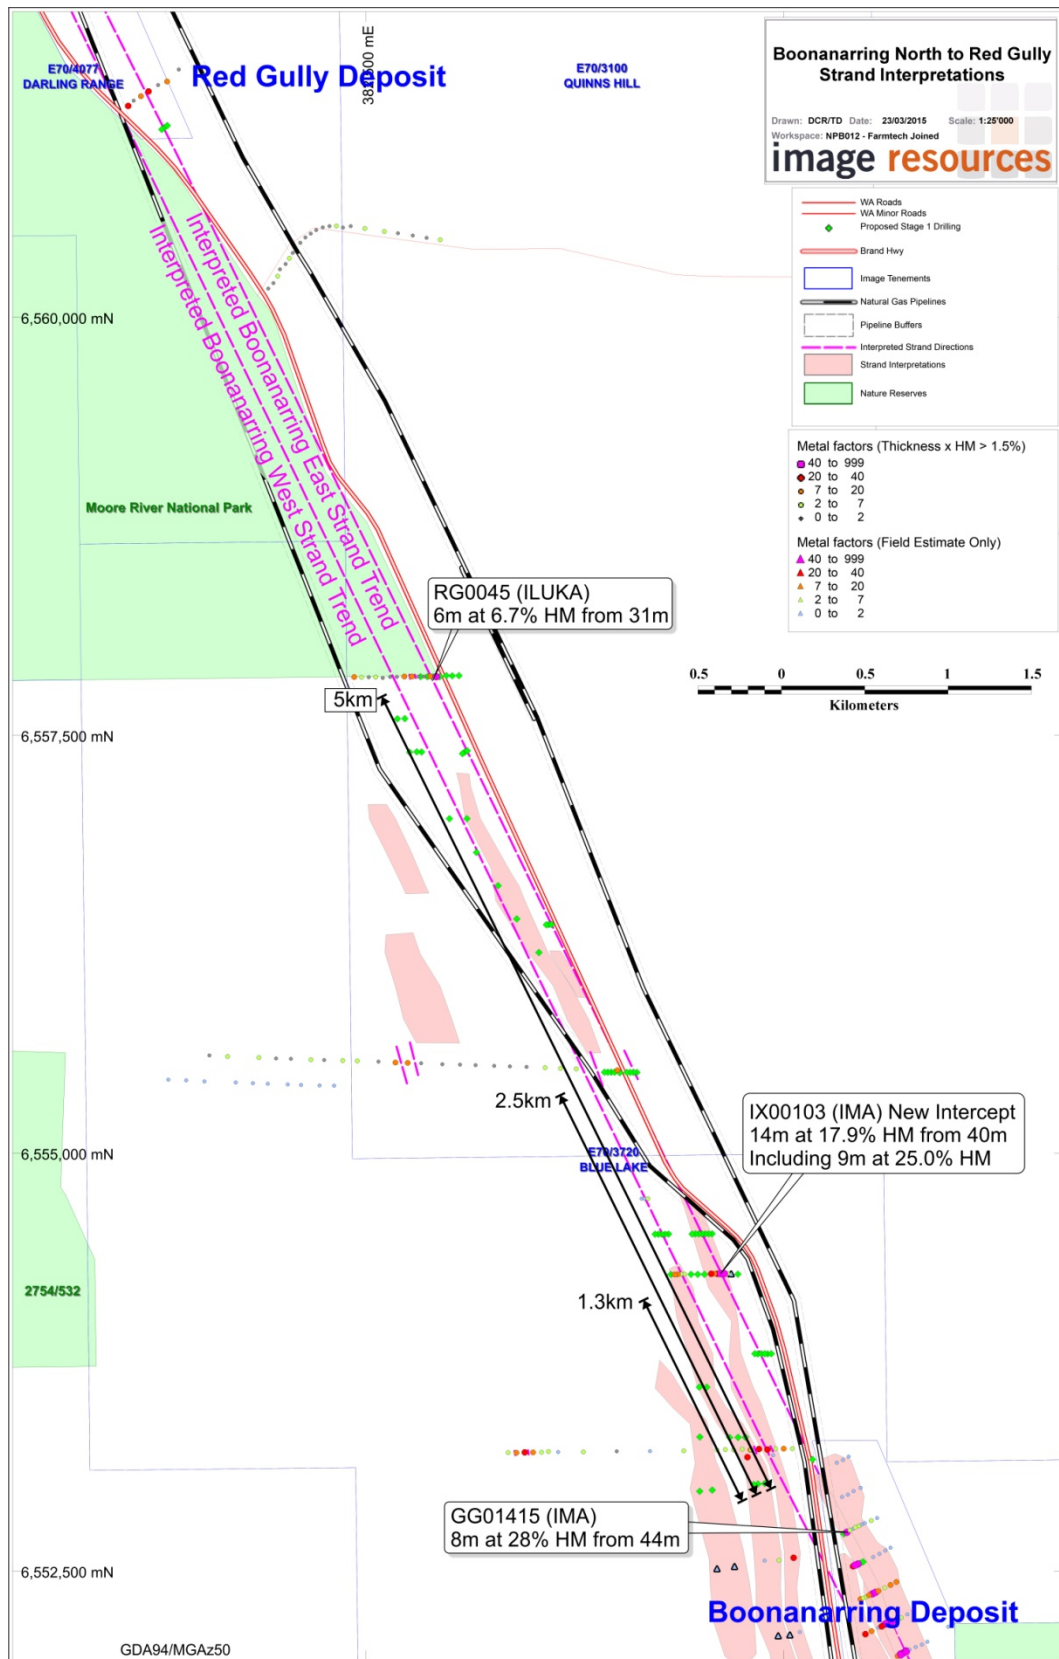 Boonanarring North to Red Gully
Strand Interpretations
Drawn: DCR/TD Date: 23/03/2015 Scale: 1:25'000
Workspace: NPB012 - Farmtech Joined
image resources
E70/4077
DARLING RANGE
Red Gully Deposit
E70/3100
QUINNS HILL
WA Roads
WA Minor Roads
Proposed Stage 1 Drilling
Brand Hwy
Image Tenements
Natural Gas Pipelines
Pipeline Buffers
Interpreted Strand Directions
Strand Interpretations
Nature Reserves
Metal factors (Thickness x HM > 1.5%)
40 to 999
20 to 40
7 to 20
2 to 7
0 to 2
Metal factors (Field Estimate Only)
40 to 999
20 to 40
7 to 20
2 to 7
0 to 2
6,560,000 mN
Interpreted Boonanarring East Strand Trend
Interpreted Boonanarring West Strand Trend
Moore River National Park
RG0045 (ILUKA)
6m at 6.7% HM from 31m
0.5 0 0.5 1 1.5
Kilometers
5km
6,557,500 mN
2.5km
IX00103 (IMA) New Intercept
14m at 17.9% HM from 40m
Including 9m at 25.0% HM
6,555,000 mN
E70/3720
BLUE LAKE
2754/532
1.3km
GG01415 (IMA)
8m at 28% HM from 44m
6,552,500 mN
Boonanarring Deposit
GDA94/MGAz50